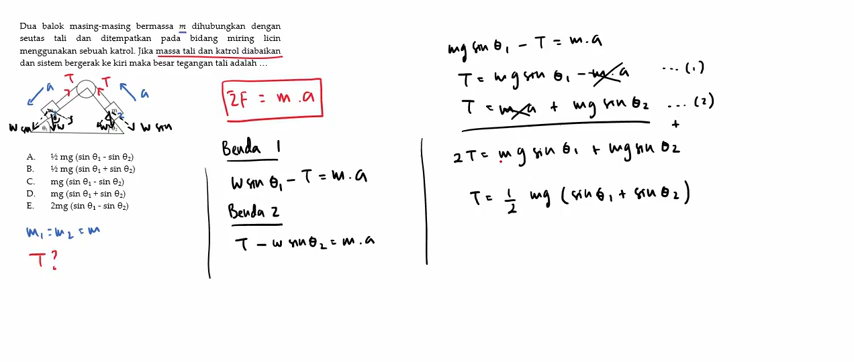 Dua balok masing-masing bermassa m dihubungkan dengan
seutas tali dan ditempatkan pada bidang miring licin
menggunakan sebuah katrol. Jika massa tali dan katrol diabaikan
dan sistem bergerak ke kiri maka besar tegangan tali adalah ...
T T
a a
w sin w w w sin
A. ½ mg (sin θ1 - sin θ2)
B. ½ mg (sin θ1 + sin θ2)
C. mg (sin θ1 - sin θ2)
D. mg (sin θ1 + sin θ2)
E. 2mg (sin θ1 - sin θ2)
m1 = m2 = m
T?
ΣF = m.a
Benda 1
W sin θ1 - T = m.a
Benda 2
T - w sin θ2 = m.a
mg sin θ1 - T = m.a
T = mg sin θ1 - m.a ...(1)
T = m.a + mg sin θ2 ...(2)
+
2T = mg sin θ1 + mg sin θ2
T = 1/2 mg (sin θ1 + sin θ2)